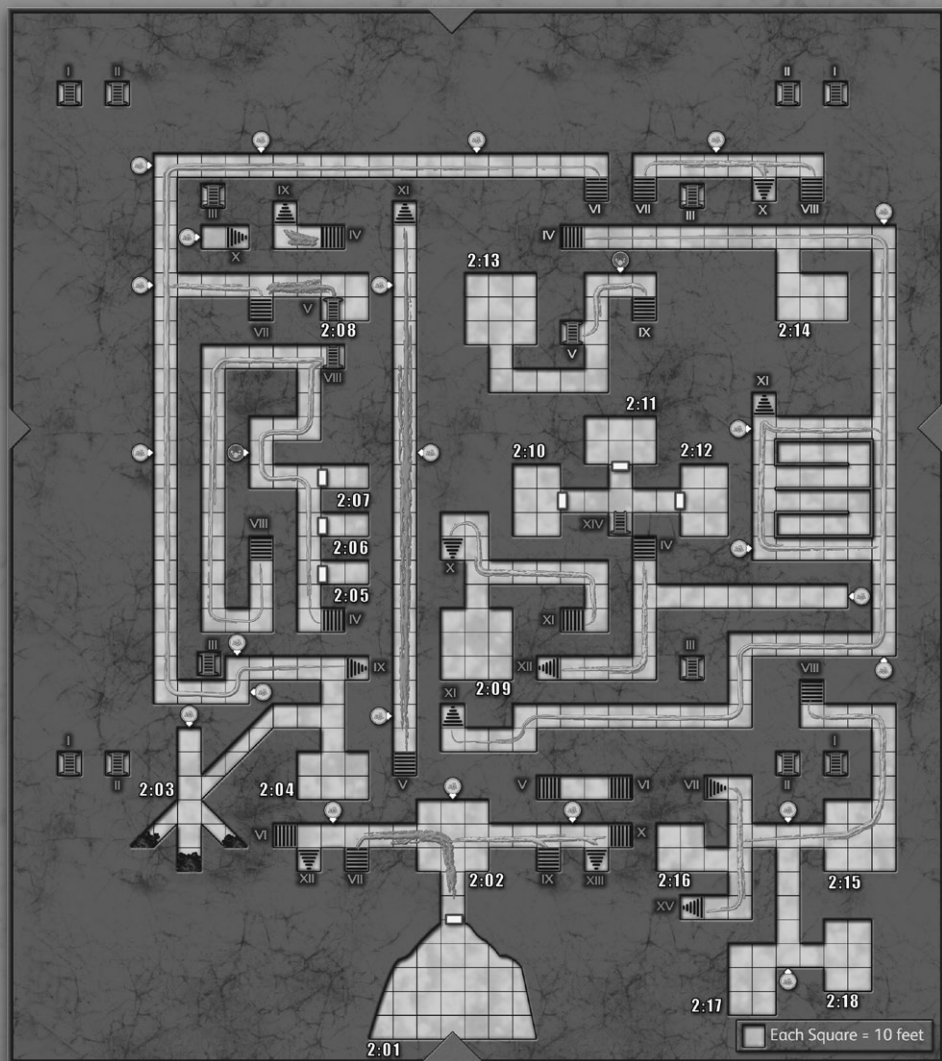 I II II I
IX XI
III VI VII III X VIII
IV IV
X
2:13
V 2:08 2:14
VII V IX
VIII
XI
2:11
2:10 2:12
2:07
VIII XIV IV
2:06
X
2:05
IV XI
III IX XII III VIII
2:09
XI
I II II I
2:03 2:04 V V VI VII
VI X
XII VII 2:02 IX XIII 2:16 2:15
XV
2:17 2:18
Each Square = 10 feet
2:01